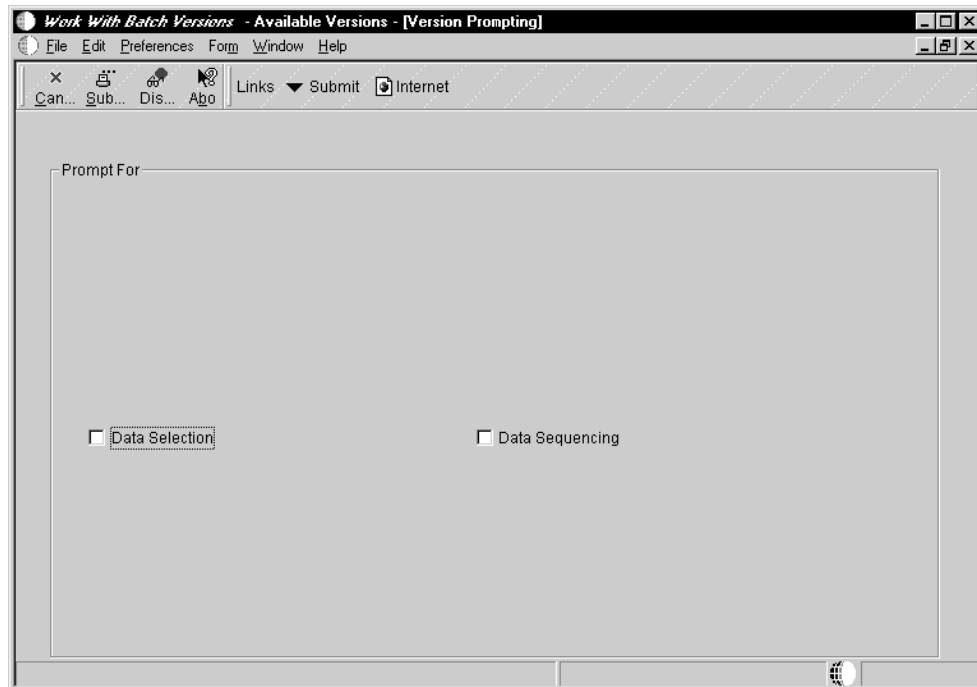 Work With Batch Versions - Available Versions - [Version Prompting]
File Edit Preferences Form Window Help
Can... Sub... Dis... Abo Links Submit Internet
Prompt For
Data Selection Data Sequencing